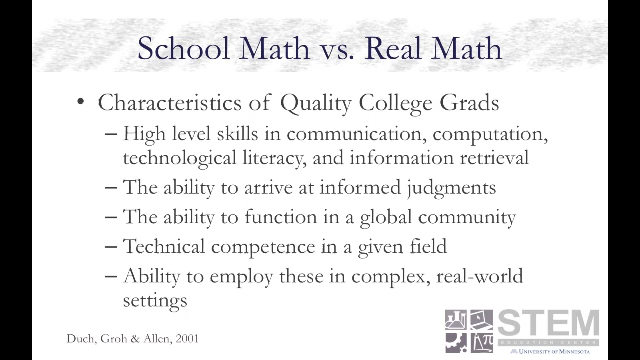 School Math vs. Real Math
• Characteristics of Quality College Grads
– High level skills in communication, computation,
technological literacy, and information retrieval
– The ability to arrive at informed judgments
– The ability to function in a global community
– Technical competence in a given field
– Ability to employ these in complex, real-world
settings
Duch, Groh & Allen, 2001
STEM
EDUCATION CENTER
UNIVERSITY OF MINNESOTA